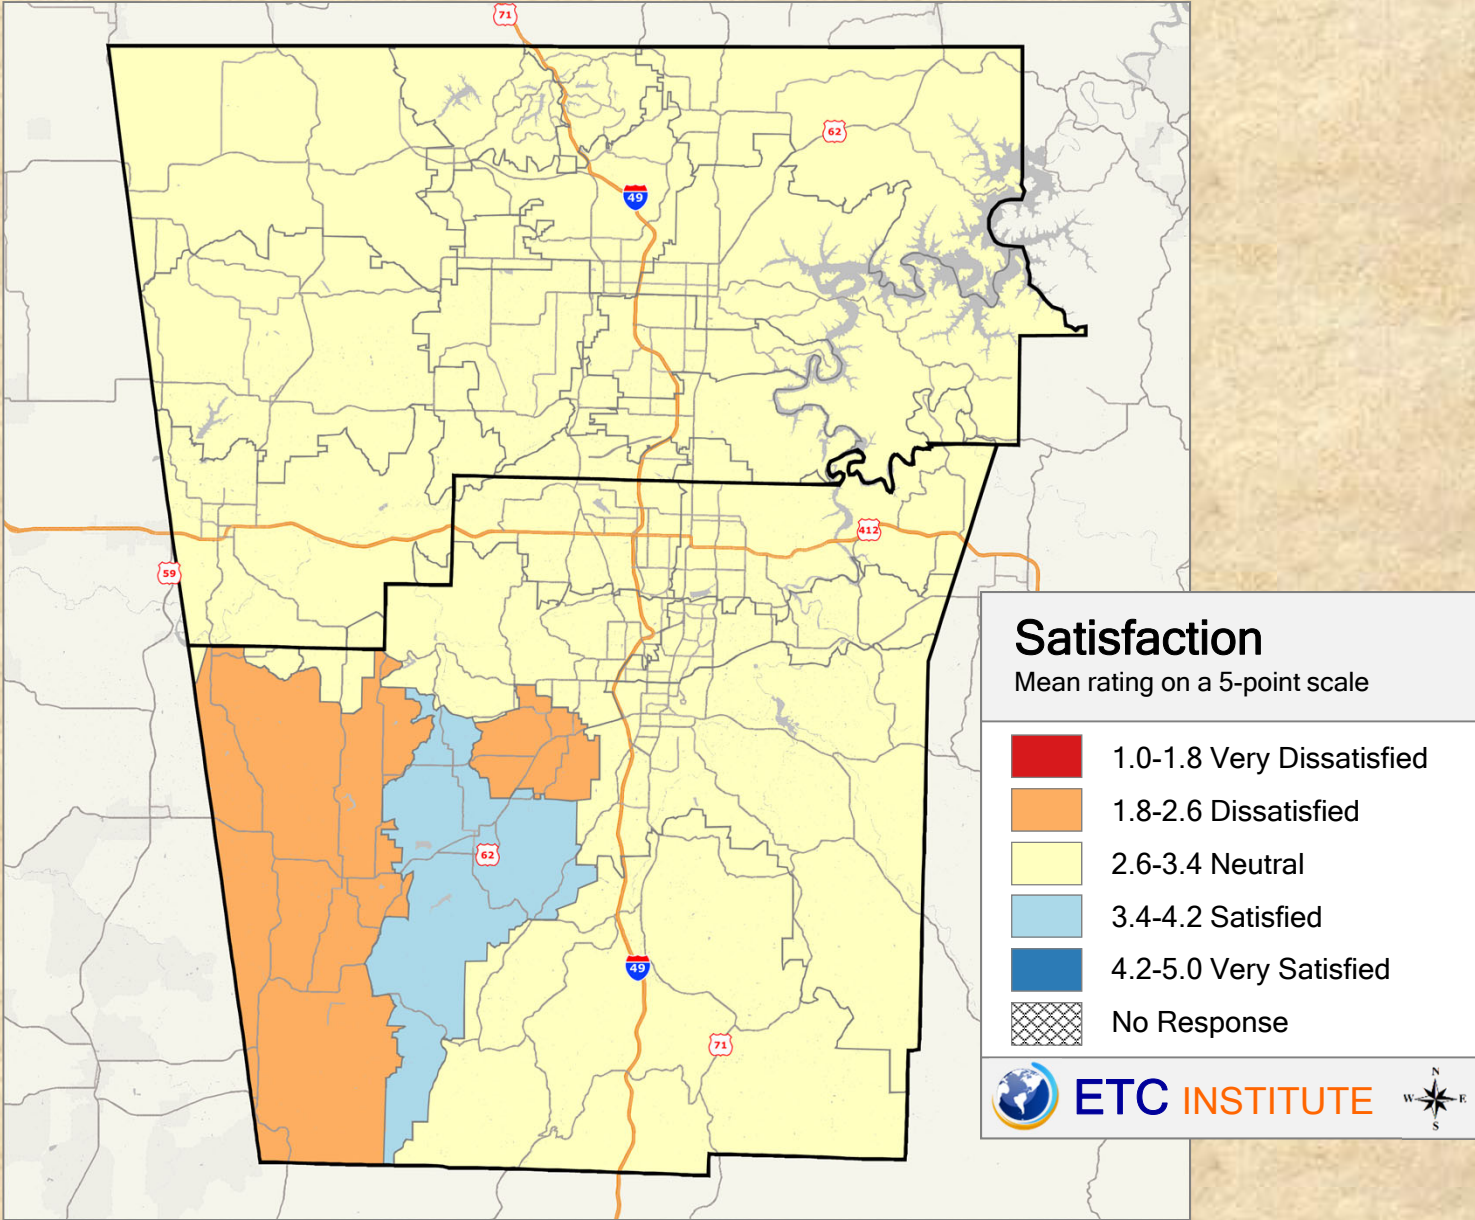 71
62
49
412
59
62
49
71
Satisfaction
Mean rating on a 5-point scale
1.0-1.8 Very Dissatisfied
1.8-2.6 Dissatisfied
2.6-3.4 Neutral
3.4-4.2 Satisfied
4.2-5.0 Very Satisfied
No Response
ETC INSTITUTE
N
W E
S